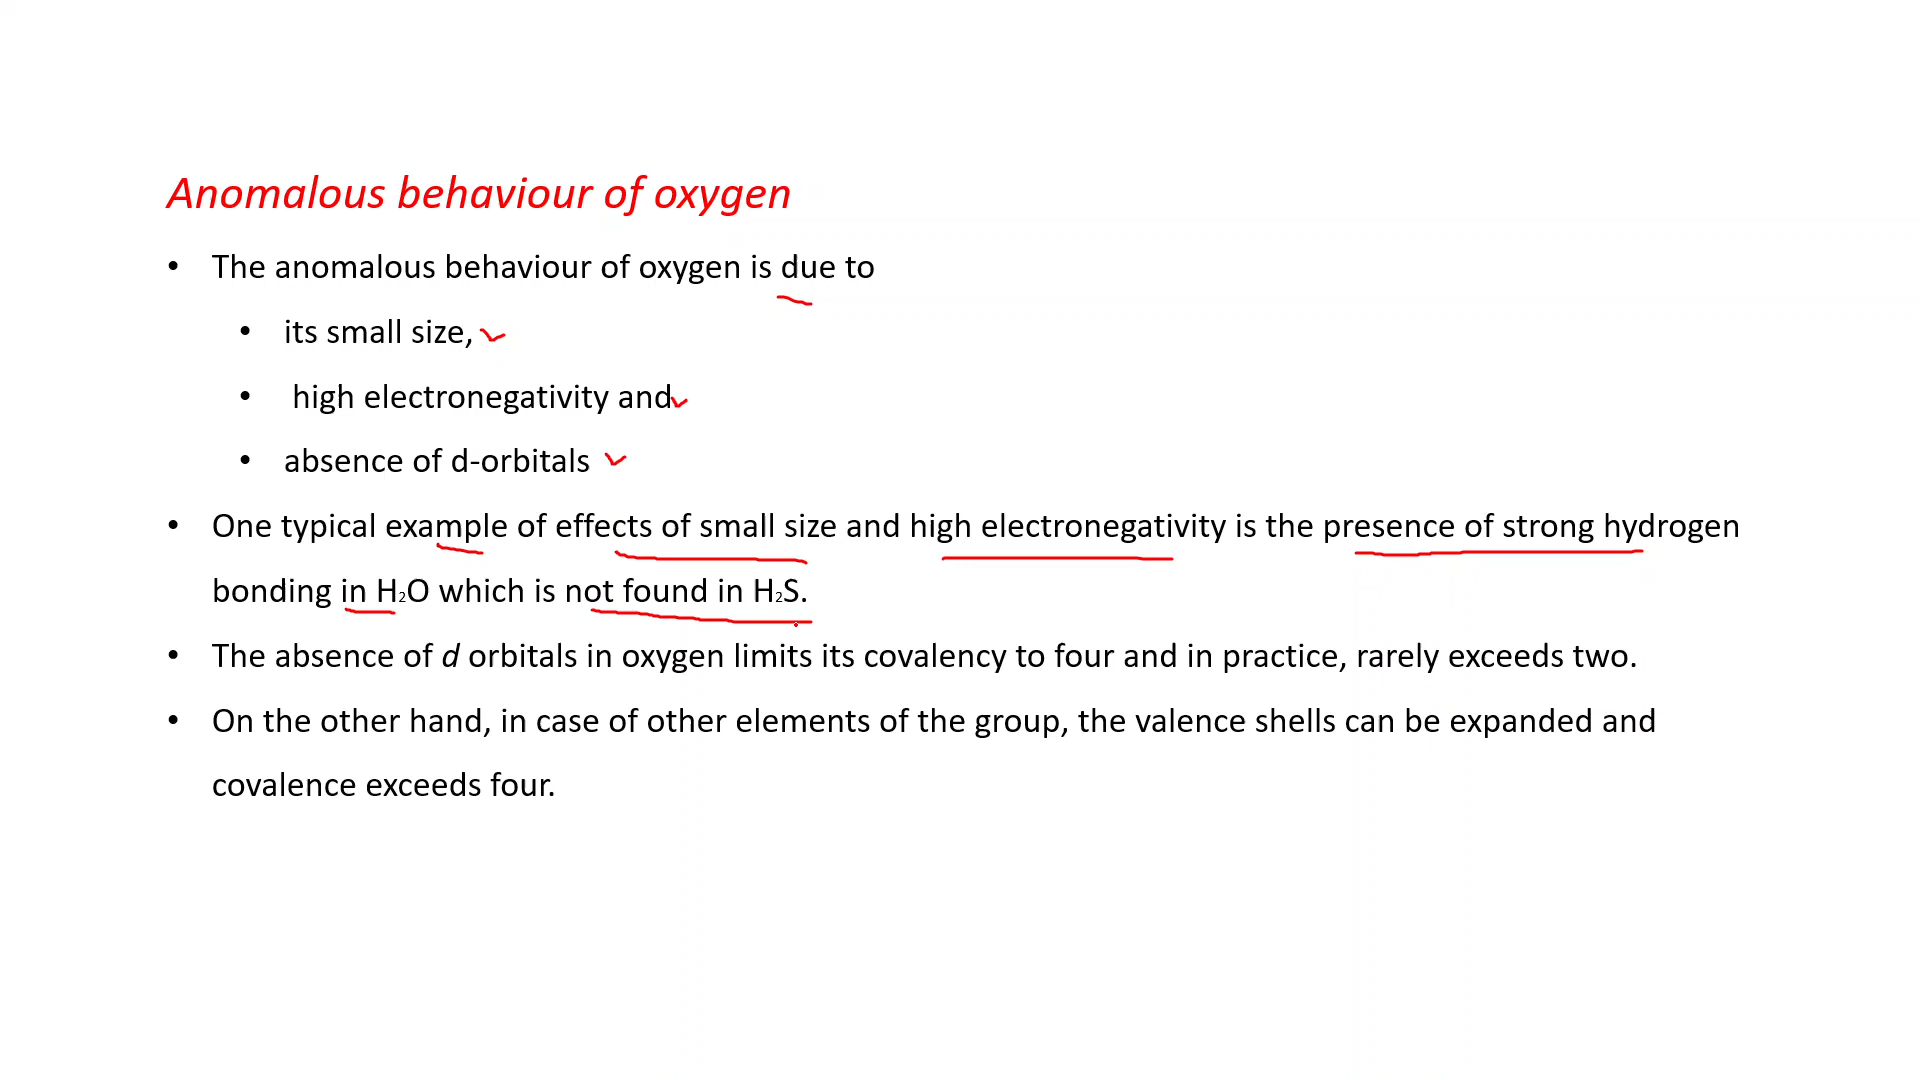 Anomalous behaviour of oxygen
• The anomalous behaviour of oxygen is due to
• its small size,
• high electronegativity and
• absence of d-orbitals
• One typical example of effects of small size and high electronegativity is the presence of strong hydrogen
bonding in H₂O which is not found in H₂S.
• The absence of d orbitals in oxygen limits its covalency to four and in practice, rarely exceeds two.
• On the other hand, in case of other elements of the group, the valence shells can be expanded and
covalence exceeds four.